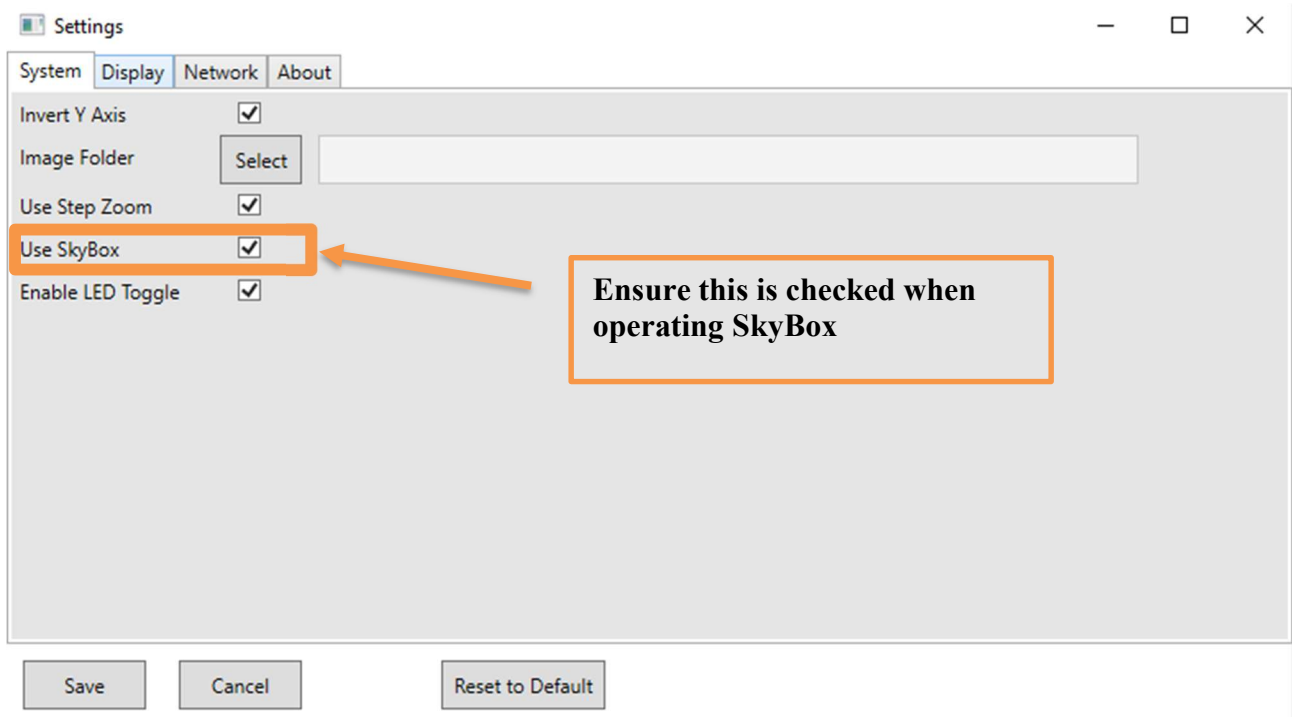 Settings
System Display Network About
Invert Y Axis
Image Folder Select
Use Step Zoom
Use SkyBox
Enable LED Toggle
Ensure this is checked when
operating SkyBox
Save Cancel Reset to Default